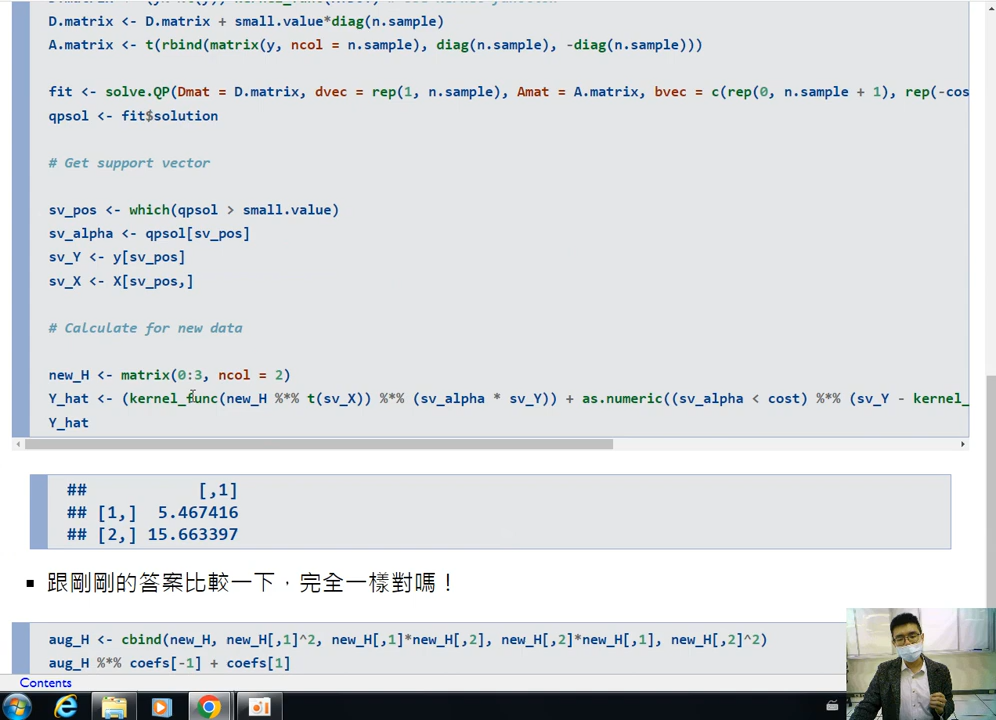 D.matrix <- D.matrix + small.value*diag(n.sample)
A.matrix <- t(rbind(matrix(y, ncol = n.sample), diag(n.sample), -diag(n.sample)))
fit <- solve.QP(Dmat = D.matrix, dvec = rep(1, n.sample), Amat = A.matrix, bvec = c(rep(0, n.sample + 1), rep(-cos
qpsol <- fit$solution
# Get support vector
sv_pos <- which(qpsol > small.value)
sv_alpha <- qpsol[sv_pos]
sv_Y <- y[sv_pos]
sv_X <- X[sv_pos,]
# Calculate for new data
new_H <- matrix(0:3, ncol = 2)
Y_hat <- (kernel_func(new_H %*% t(sv_X)) %*% (sv_alpha * sv_Y)) + as.numeric((sv_alpha < cost) %*% (sv_Y - kernel_
Y_hat
## [,1]
## [1,] 5.467416
## [2,] 15.663397
▪ 跟剛剛的答案比較一下，完全一樣對嗎！
aug_H <- cbind(new_H, new_H[,1]^2, new_H[,1]*new_H[,2], new_H[,2]*new_H[,1], new_H[,2]^2)
aug_H %*% coefs[-1] + coefs[1]
Contents